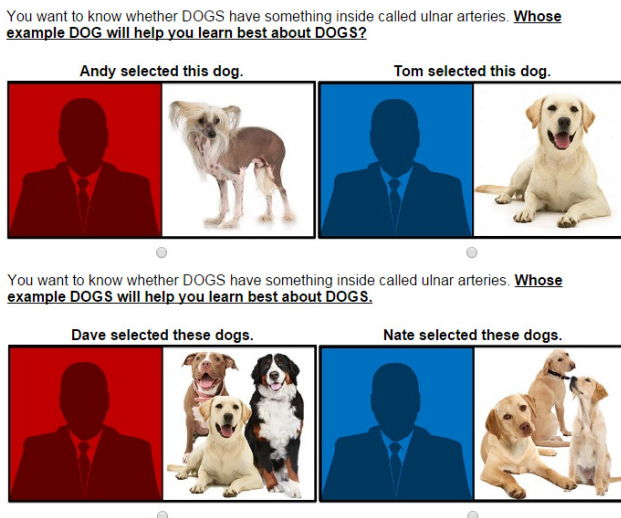 You want to know whether DOGS have something inside called ulnar arteries. Whose
example DOG will help you learn best about DOGS?
Andy selected this dog.
Tom selected this dog.
You want to know whether DOGS have something inside called ulnar arteries. Whose
example DOGS will help you learn best about DOGS.
Dave selected these dogs.
Nate selected these dogs.